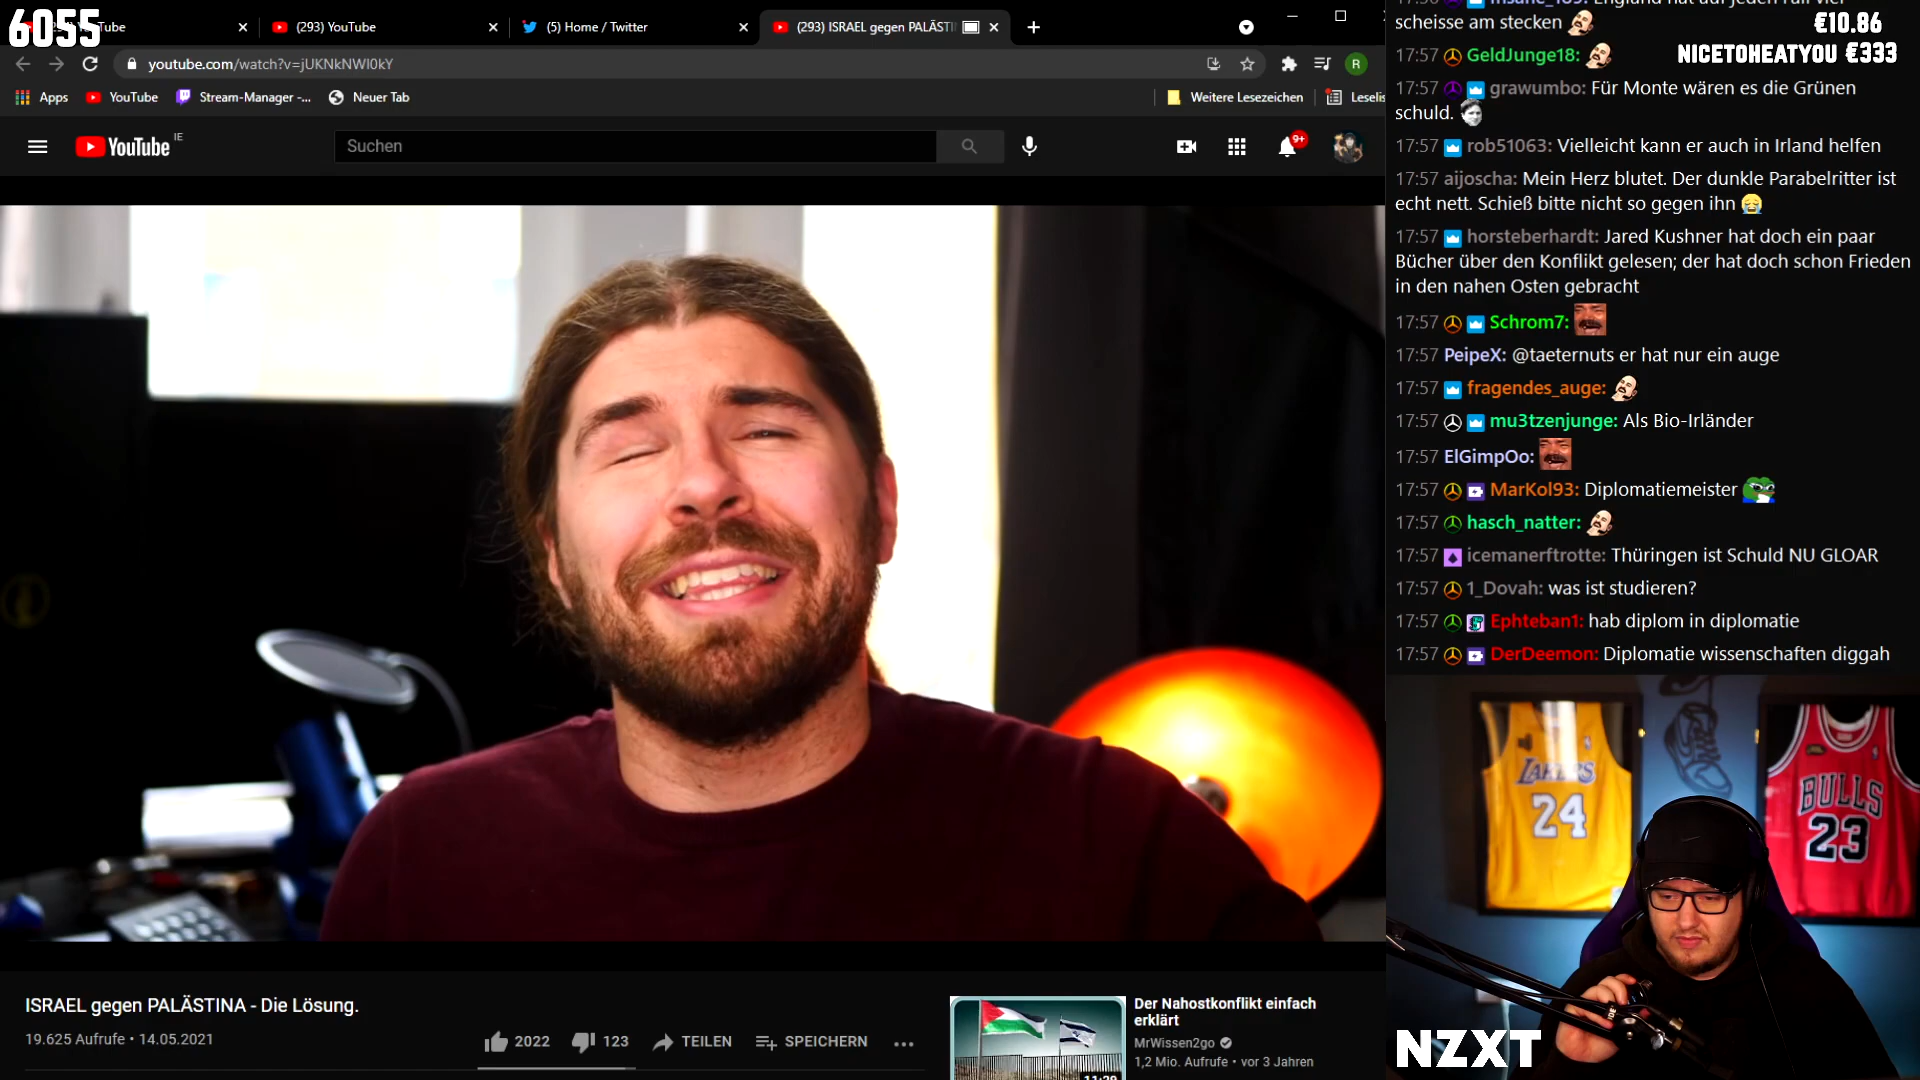 6055
(293) YouTube
(5) Home / Twitter
(293) ISRAEL gegen PALÄSTI
youtube.com/watch?v=jUKNkNWI0kY
R
Apps
YouTube
Stream-Manager -...
Neuer Tab
Weitere Lesezeichen
Leselis
YouTube
IE
Suchen
9+
ISRAEL gegen PALÄSTINA - Die Lösung.
19.625 Aufrufe • 14.05.2021
2022
123
TEILEN
SPEICHERN
Der Nahostkonflikt einfach
erklärt
MrWissen2go
1,2 Mio. Aufrufe • vor 3 Jahren
scheisse am stecken
€10.86
NICETOHEATYOU €333
17:57 GeldJunge18:
17:57 grawumbo: Für Monte wären es die Grünen
schuld.
17:57 rob51063: Vielleicht kann er auch in Irland helfen
17:57 aijoscha: Mein Herz blutet. Der dunkle Parabelritter ist
echt nett. Schieß bitte nicht so gegen ihn
17:57 horsteberhardt: Jared Kushner hat doch ein paar
Bücher über den Konflikt gelesen; der hat doch schon Frieden
in den nahen Osten gebracht
17:57 Schrom7:
17:57 PeipeX: @taeternuts er hat nur ein auge
17:57 fragendes_auge:
17:57 mu3tzenjunge: Als Bio-Irländer
17:57 ElGimpOo:
17:57 MarKol93: Diplomatiemeister
17:57 hasch_natter:
17:57 icemanerftrotte: Thüringen ist Schuld NU GLOAR
17:57 1_Dovah: was ist studieren?
17:57 Ephteban1: hab diplom in diplomatie
17:57 DerDeemon: Diplomatie wissenschaften diggah
LAKERS
24
BULLS
23
NZXT